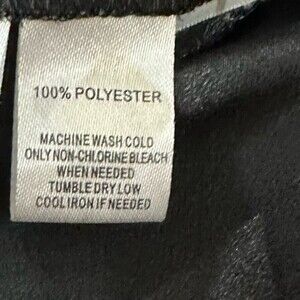 100% POLYESTER
MACHINE WASH COLD
ONLY NON-CHLORINE BLEACH
WHEN NEEDED
TUMBLE DRY LOW
COOL IRON IF NEEDED